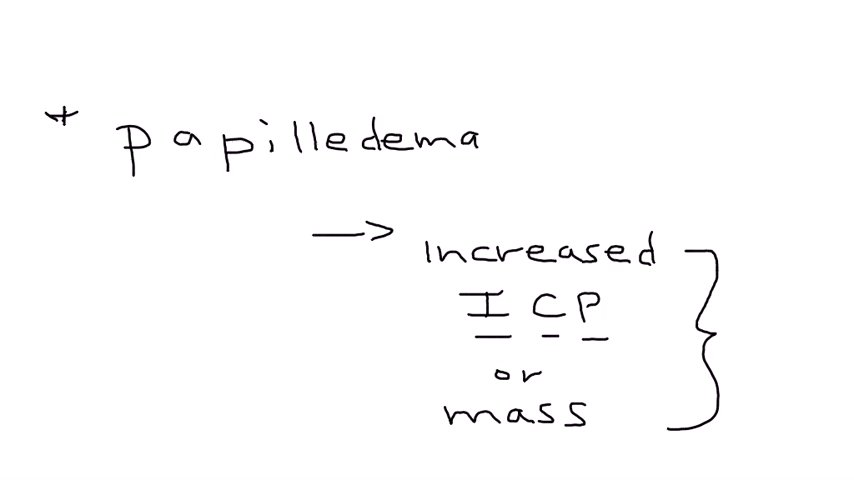 * papilledema
-> increased
ICP
or
mass